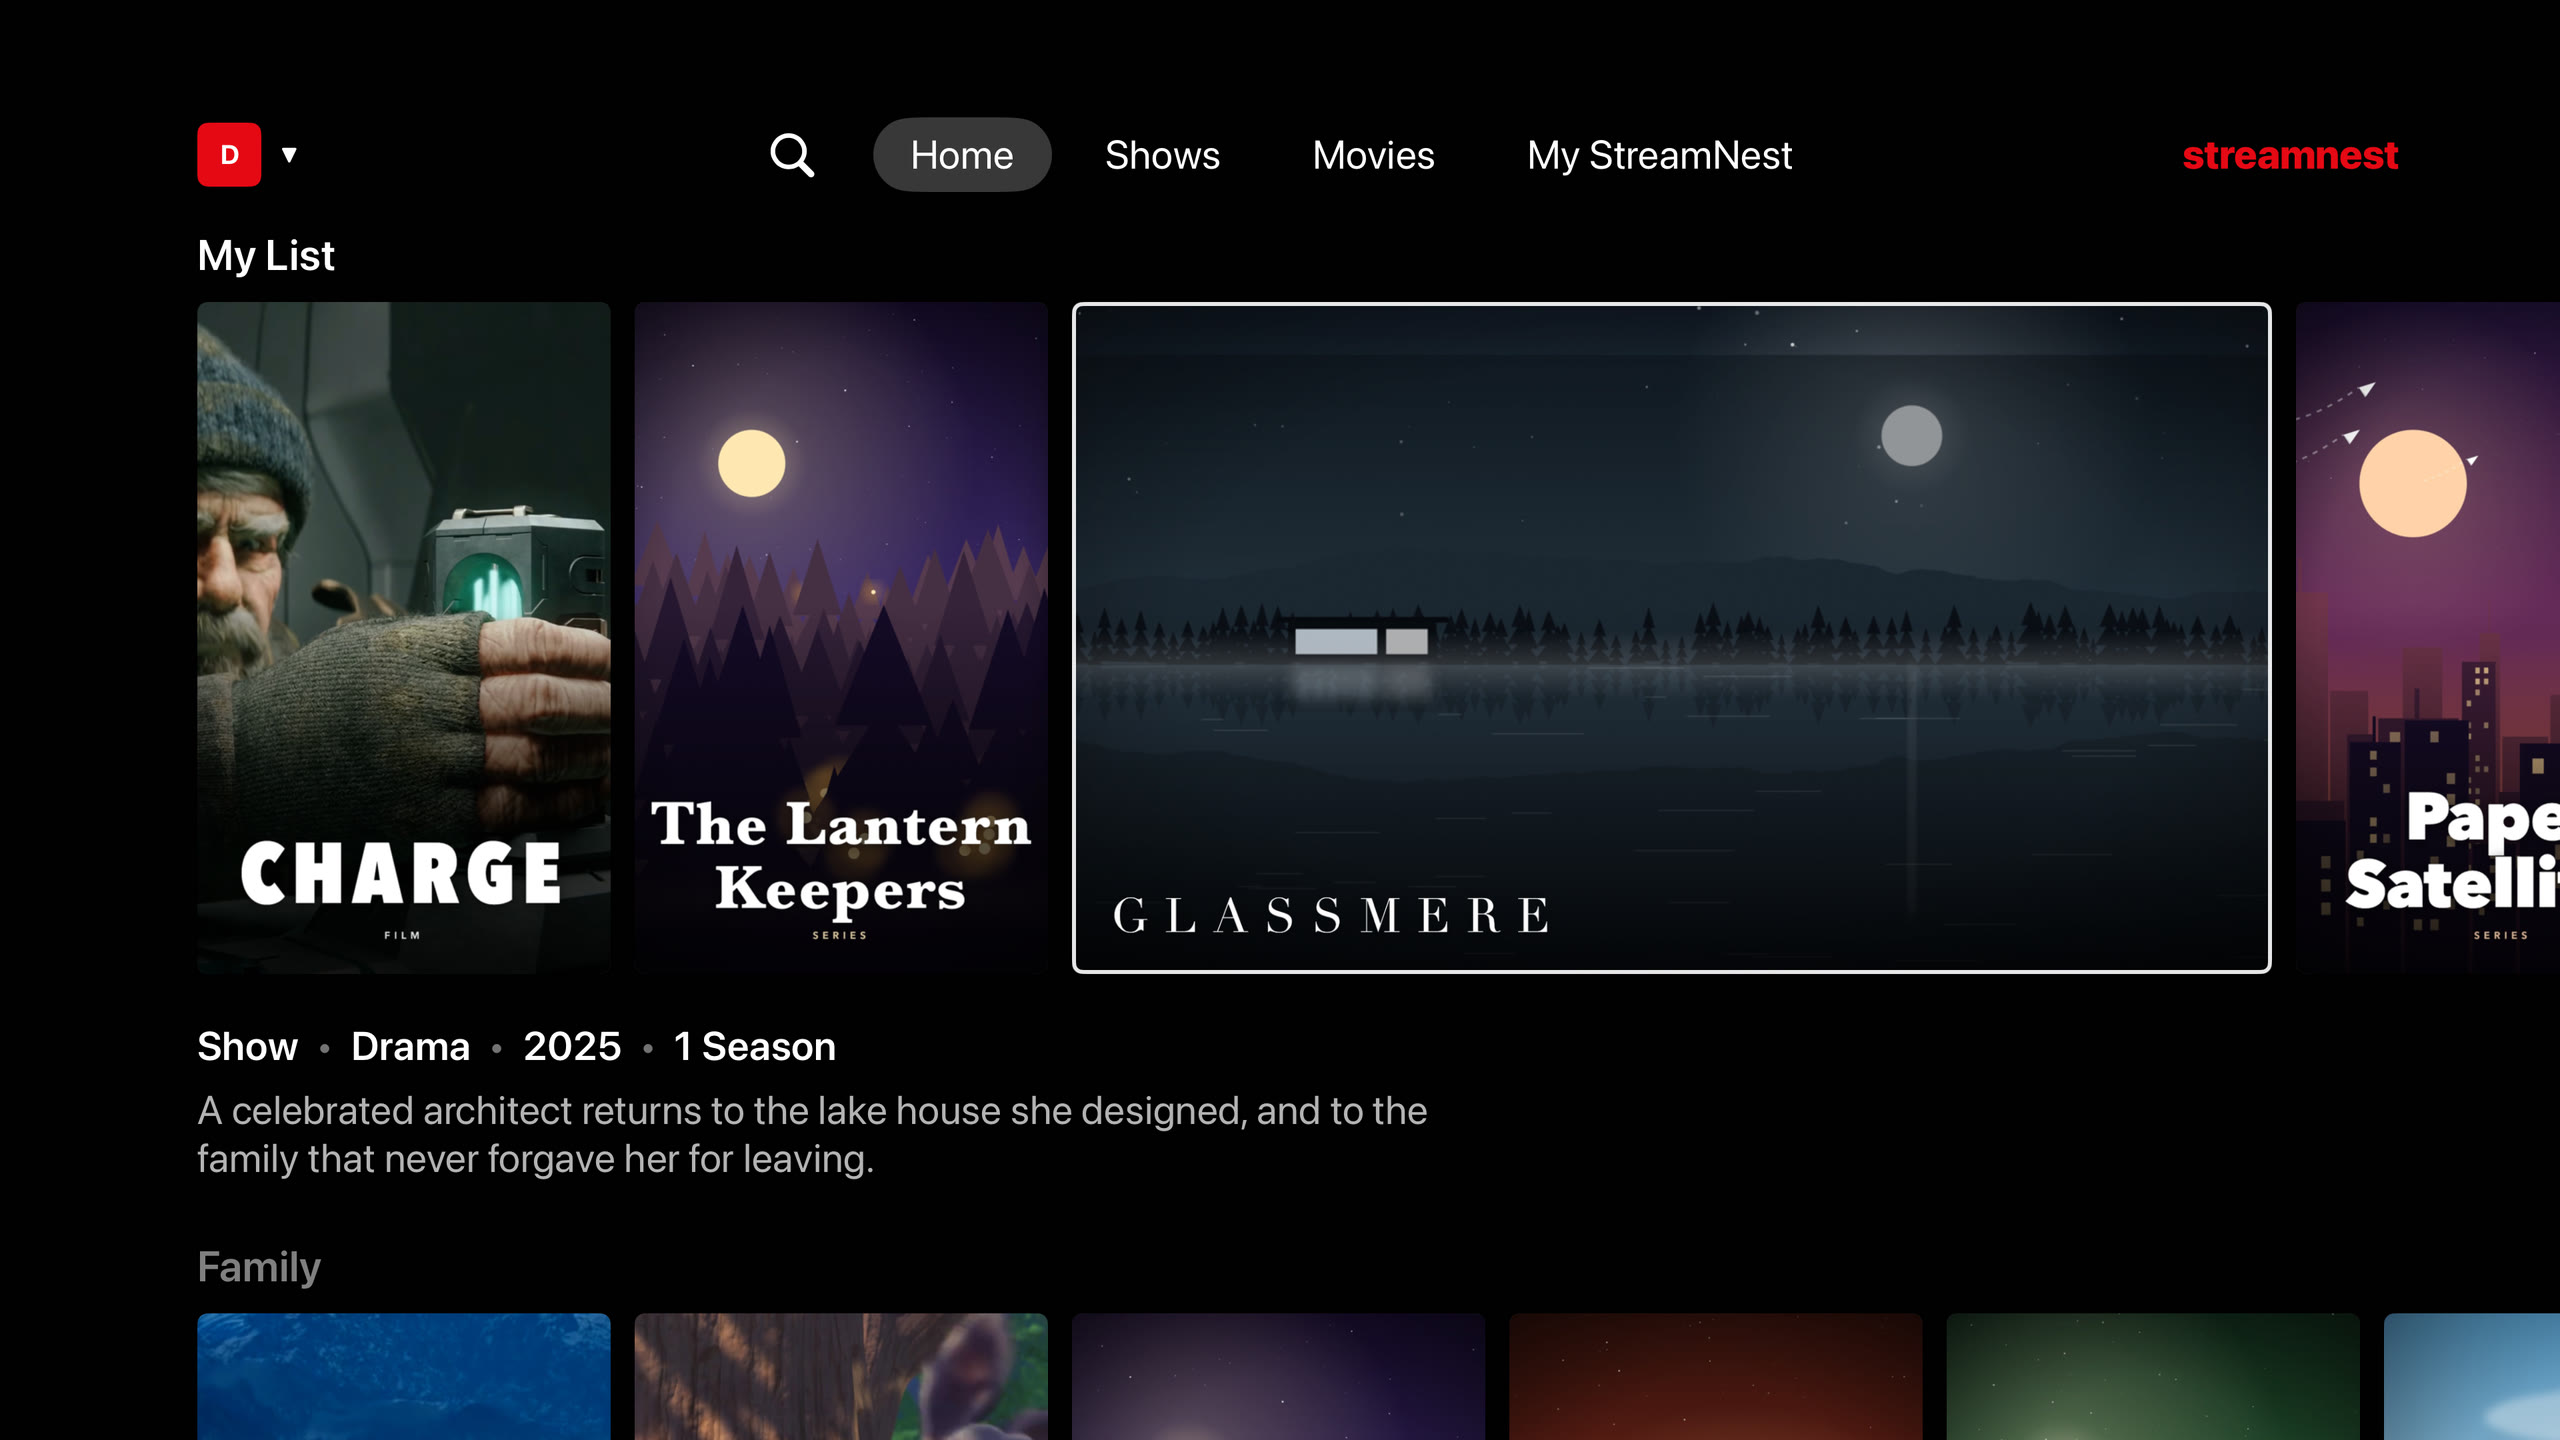 D
Home
Shows
Movies
My StreamNest
streamnest
My List
CHARGE
FILM
The Lantern
Keepers
SERIES
GLASSMERE
Satelli
SERIES
Show • Drama • 2025 • 1 Season
A celebrated architect returns to the lake house she designed, and to the
family that never forgave her for leaving.
Family